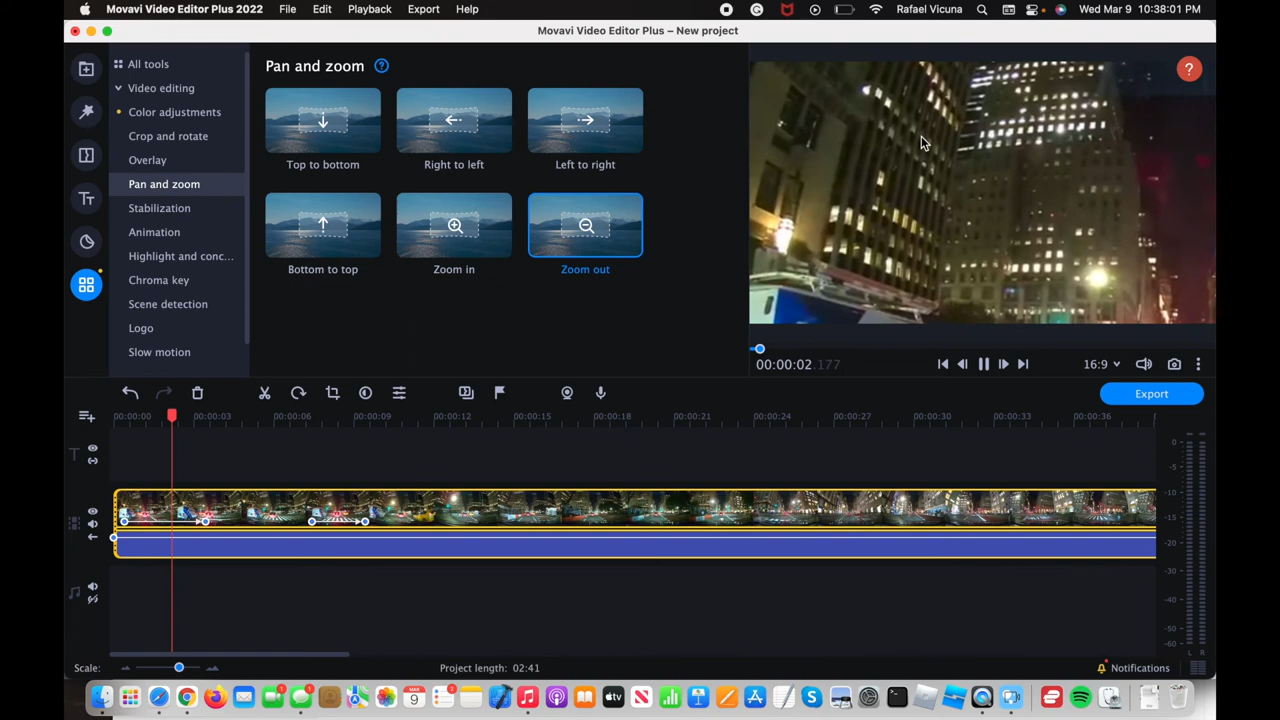 Movavi Video Editor Plus 2022 File Edit Playback Export Help Rafael Vicuna Wed Mar 9 10:38:01 PM
Movavi Video Editor Plus – New project
All tools
Video editing
Color adjustments
Crop and rotate
Overlay
Pan and zoom
Stabilization
Animation
Highlight and conc...
Chroma key
Scene detection
Logo
Slow motion
Pan and zoom ?
Top to bottom Right to left Left to right
Bottom to top Zoom in Zoom out
?
00:00:02.177 16:9
Export
00:00:00 00:00:03 00:00:06 00:00:09 00:00:12 00:00:15 00:00:18 00:00:21 00:00:24 00:00:27 00:00:30 00:00:33 00:00:36
T
0
-5
-10
-15
-20
-25
-30
-35
-40
-45
-50
-60
L R
Scale: Project length: 02:41 Notifications